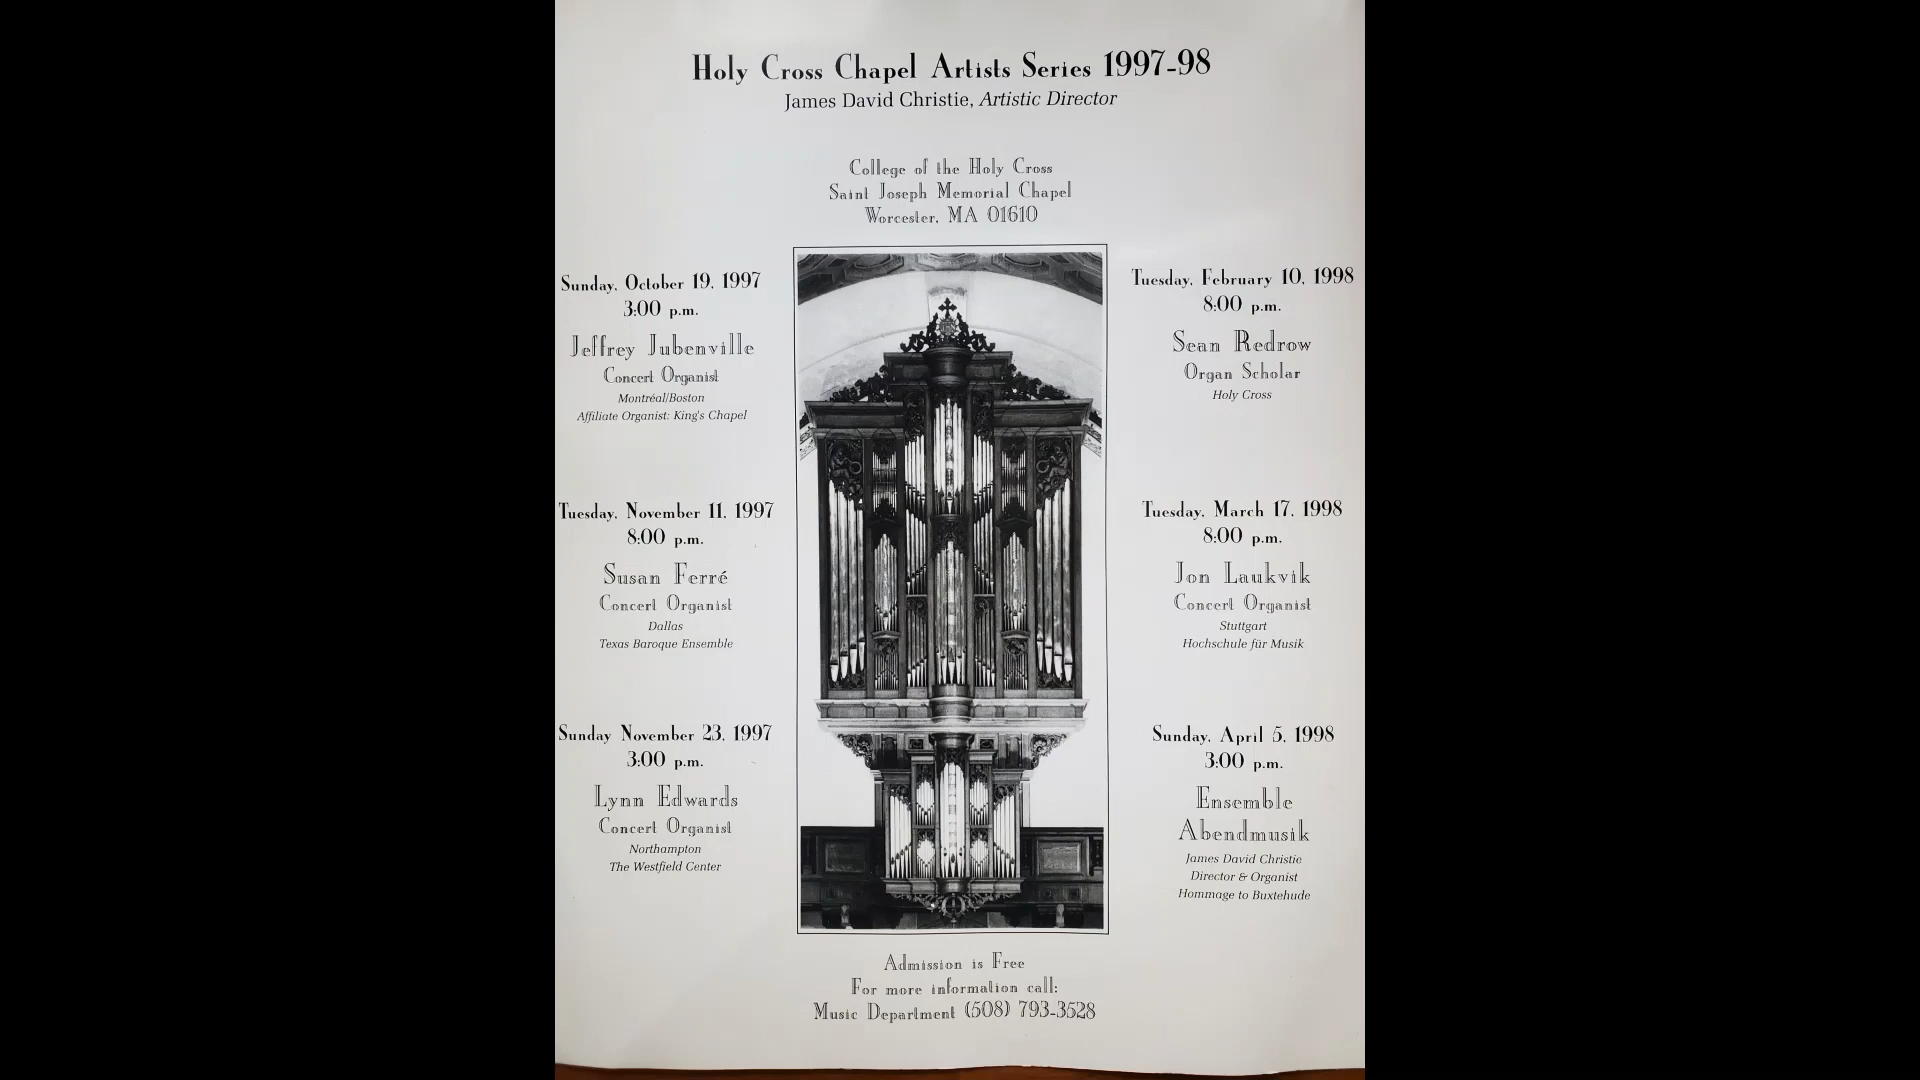 Holy Cross Chapel Artists Series 1997-98
James David Christie, Artistic Director
College of the Holy Cross
Saint Joseph Memorial Chapel
Worcester, MA 01610
Sunday, October 19, 1997
3:00 p.m.
Jeffrey Jubenville
Concert Organist
Montréal/Boston
Affiliate Organist: King's Chapel
Tuesday, November 11, 1997
8:00 p.m.
Susan Ferré
Concert Organist
Dallas
Texas Baroque Ensemble
Sunday November 23, 1997
3:00 p.m.
Lynn Edwards
Concert Organist
Northampton
The Westfield Center
Tuesday, February 10, 1998
8:00 p.m.
Sean Redrow
Organ Scholar
Holy Cross
Tuesday, March 17, 1998
8:00 p.m.
Jon Laukvik
Concert Organist
Stuttgart
Hochschule für Musik
Sunday, April 5, 1998
3:00 p.m.
Ensemble
Abendmusik
James David Christie
Director & Organist
Hommage to Buxtehude
Admission is Free
For more information call:
Music Department (508) 793-3528